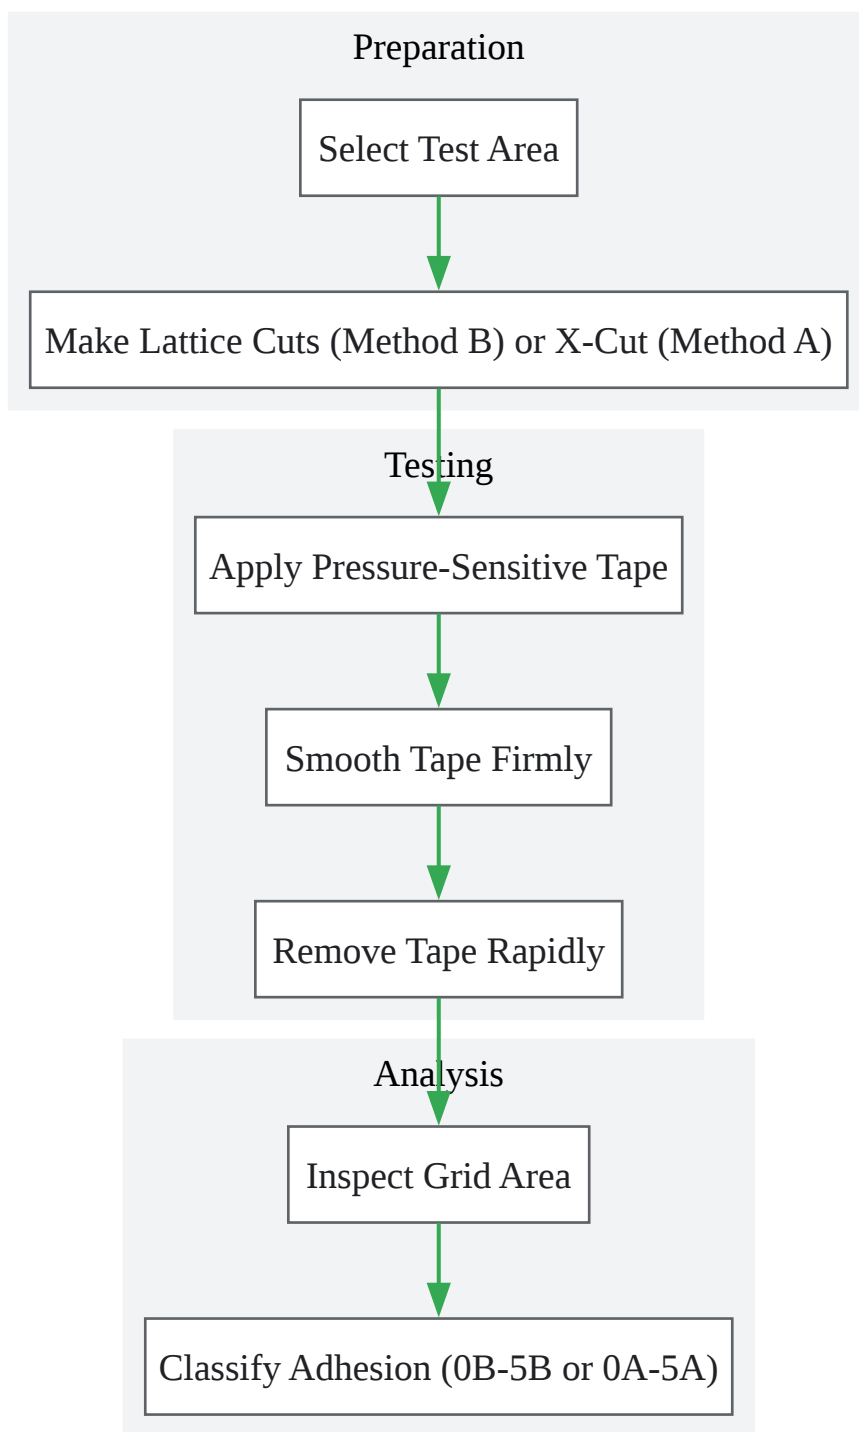 Preparation
Select Test Area
Make Lattice Cuts (Method B) or X-Cut (Method A)
Testing
Apply Pressure-Sensitive Tape
Smooth Tape Firmly
Remove Tape Rapidly
Analysis
Inspect Grid Area
Classify Adhesion (0B-5B or 0A-5A)